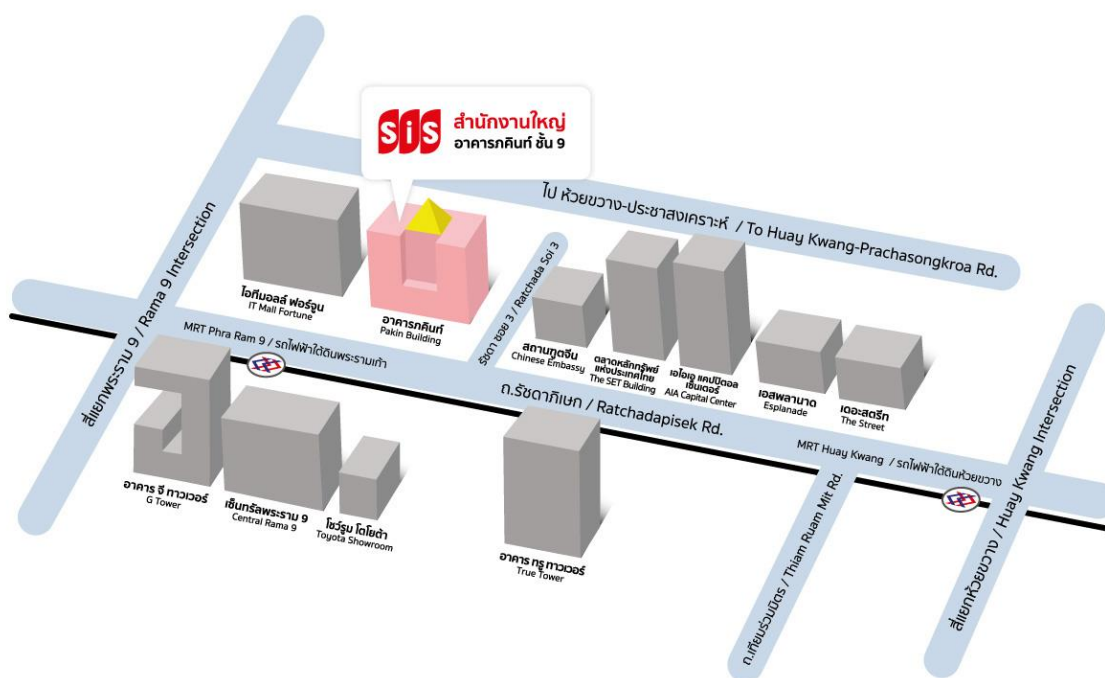 SiS
สำนักงานใหญ่
อาคารภคินท์ ชั้น 9
ไป ห้วยขวาง-ประชาสงเคราะห์ / To Huay Kwang-Prachasongkroa Rd.
สี่แยกพระราม 9 / Rama 9 Intersection
ไอทีมอลล์ ฟอร์จูน
IT Mall Fortune
อาคารภคินท์
Pakin Building
รัชดา ซอย 3 / Ratchada Soi 3
สถานทูตจีน
Chinese Embassy
ตลาดหลักทรัพย์
แห่งประเทศไทย
The SET Building
เอไอเอ แคปปิตอล
เซ็นเตอร์
AIA Capital Center
เอสพลานาด
Esplanade
เดอะสตรีท
The Street
MRT Phra Ram 9 / รถไฟฟ้าใต้ดินพระรามเก้า
ถ.รัชดาภิเษก / Ratchadapisek Rd.
MRT Huay Kwang / รถไฟฟ้าใต้ดินห้วยขวาง
อาคาร จี ทาวเวอร์
G Tower
เซ็นทรัลพระราม 9
Central Rama 9
โชว์รูม โตโยต้า
Toyota Showroom
อาคาร ทรู ทาวเวอร์
True Tower
ถ.เทียมร่วมมิตร / Thiam Ruam Mit Rd.
สี่แยกห้วยขวาง / Huay Kwang Intersection